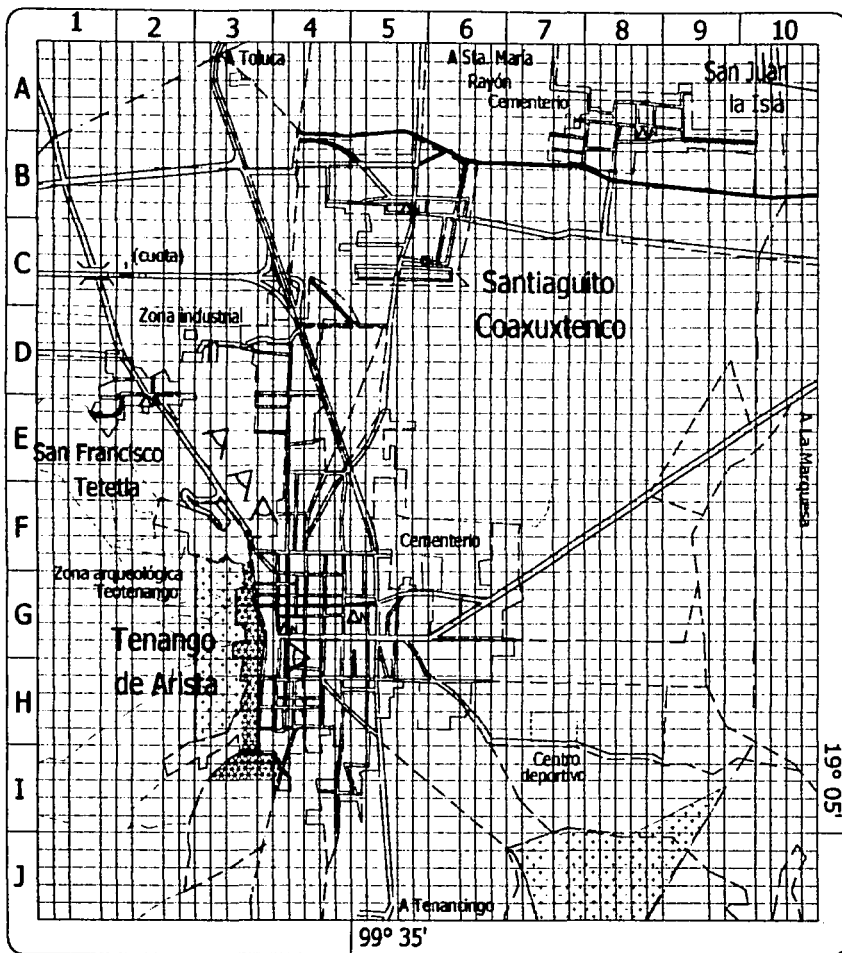 1 2 3 4 5 6 7 8 9 10
A
B
C
D
E
F
G
H
I
J
A Toluca
A Sta. María
Rayón
Cementerio
San Juan
la Isla
(cuota)
Santiaguito
Coaxuxtenco
Zona industrial
San Francisco
Tetetla
A La Marquesa
Cementerio
Zona arqueológica
Teotenango
Tenango
de Arista
Centro
deportivo
19° 05'
A Tenancingo
99° 35'